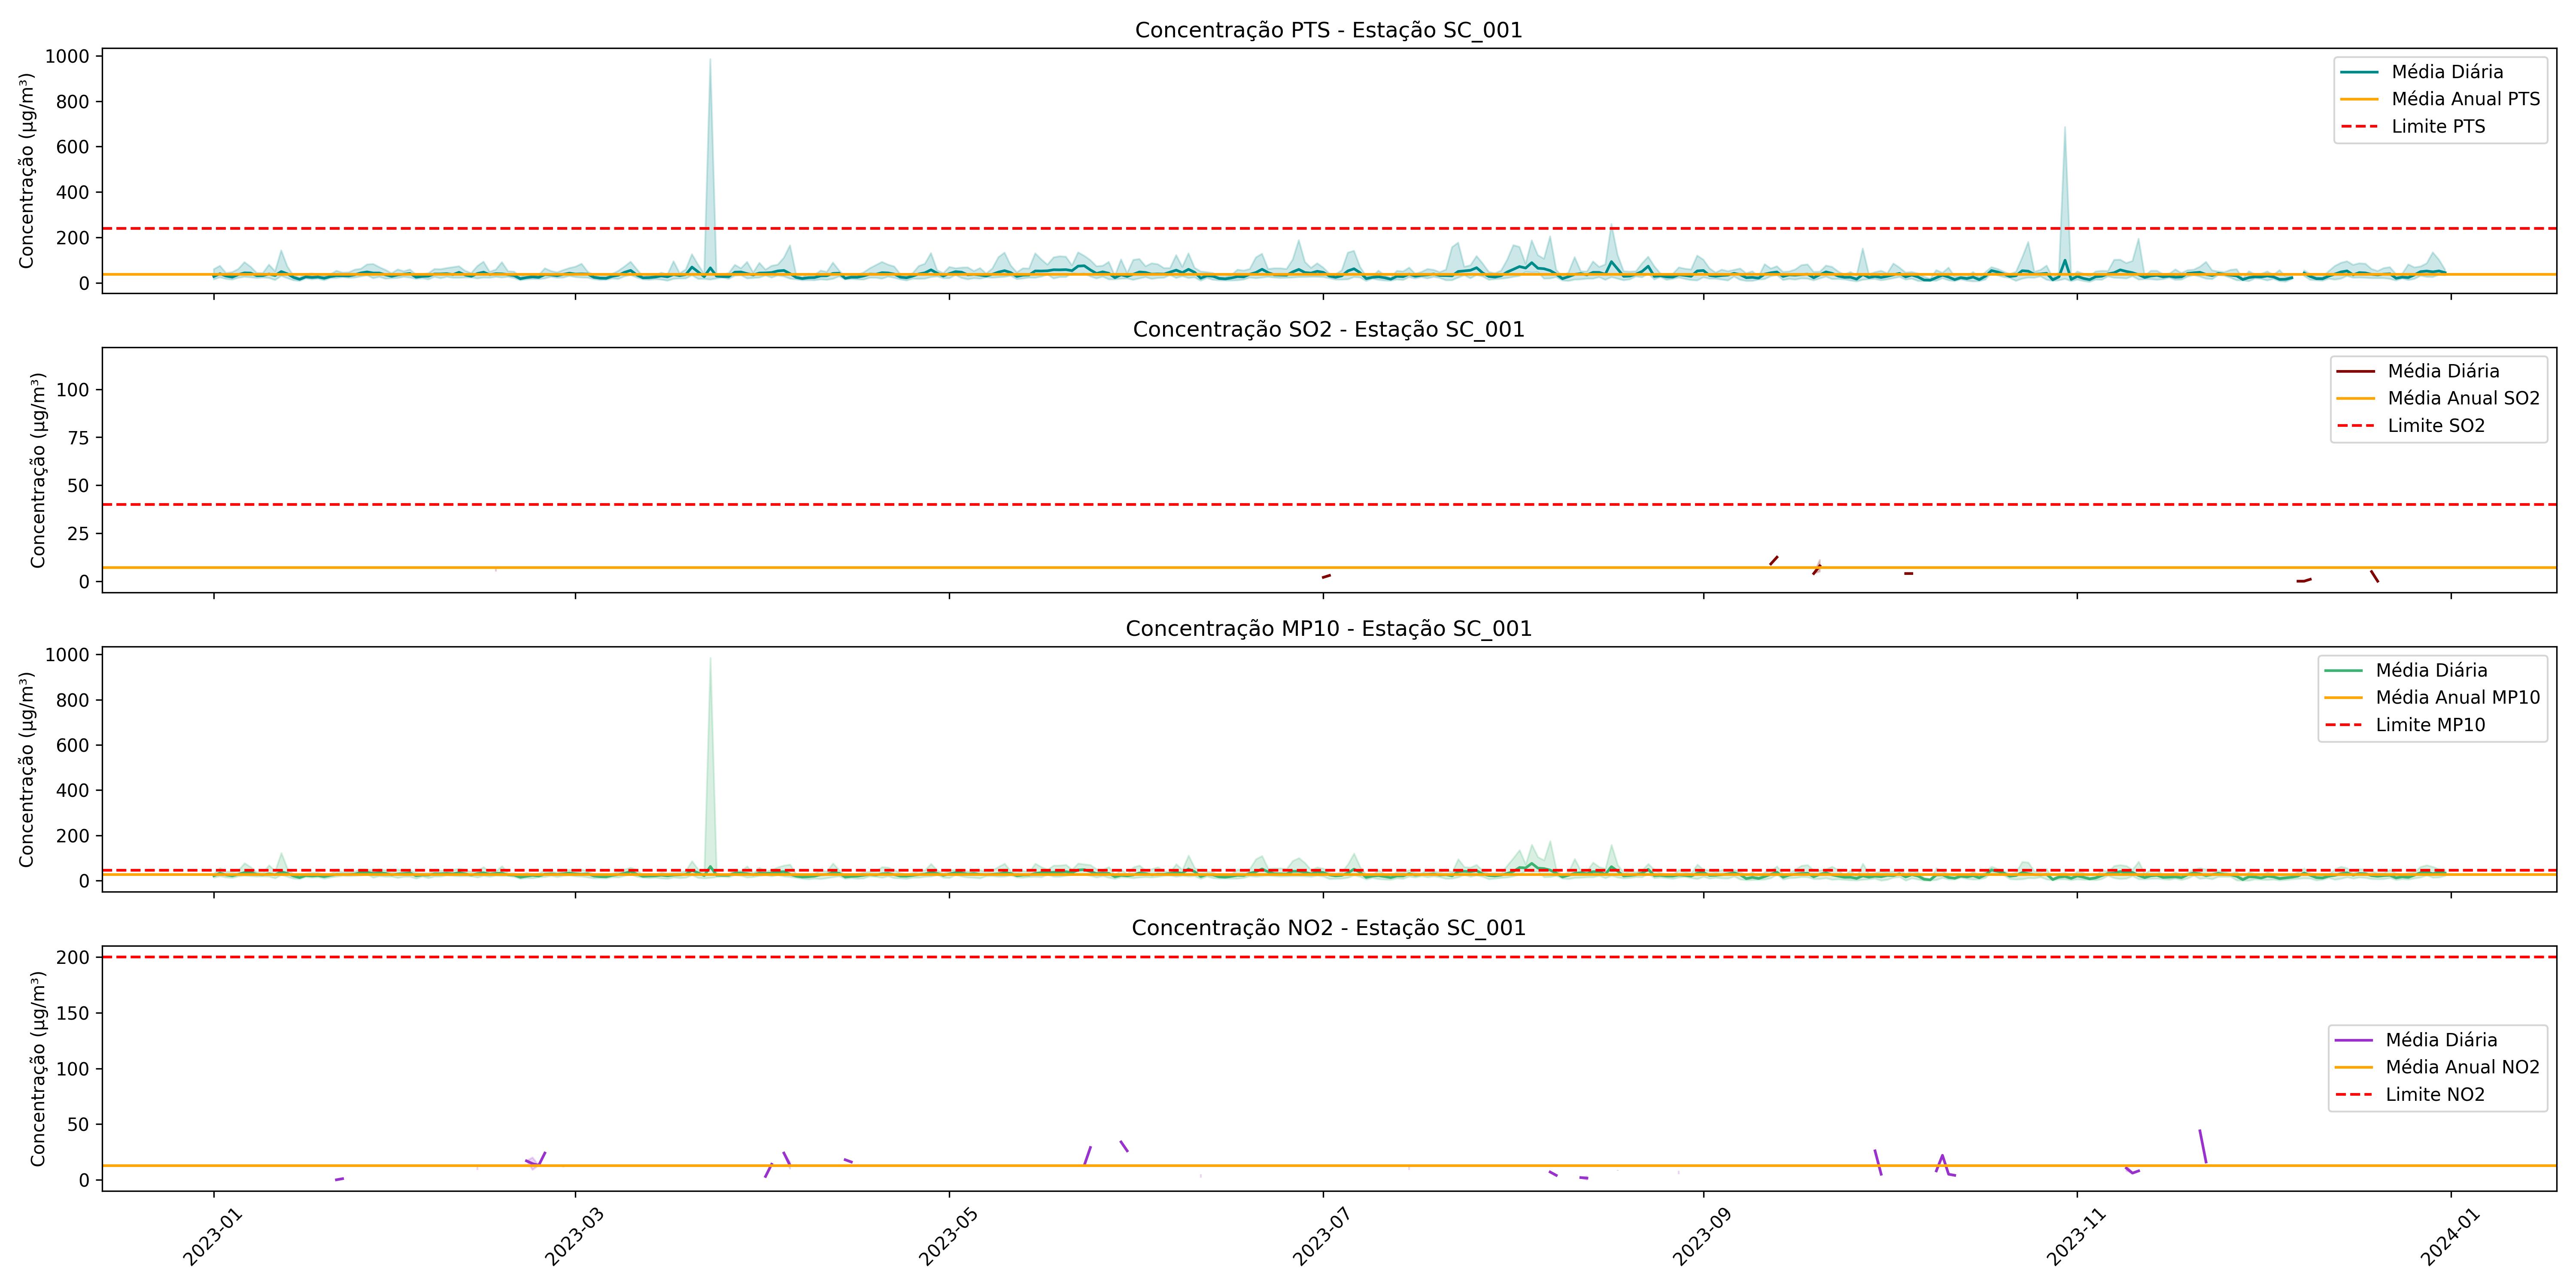 Concentração PTS - Estação SC_001
Concentração (µg/m³)
1000
800
600
400
200
0
Média Diária
Média Anual PTS
Limite PTS
Concentração SO2 - Estação SC_001
Concentração (µg/m³)
100
75
50
25
0
Média Diária
Média Anual SO2
Limite SO2
Concentração MP10 - Estação SC_001
Concentração (µg/m³)
1000
800
600
400
200
0
Média Diária
Média Anual MP10
Limite MP10
Concentração NO2 - Estação SC_001
Concentração (µg/m³)
200
150
100
50
0
Média Diária
Média Anual NO2
Limite NO2
2023-01
2023-03
2023-05
2023-07
2023-09
2023-11
2024-01